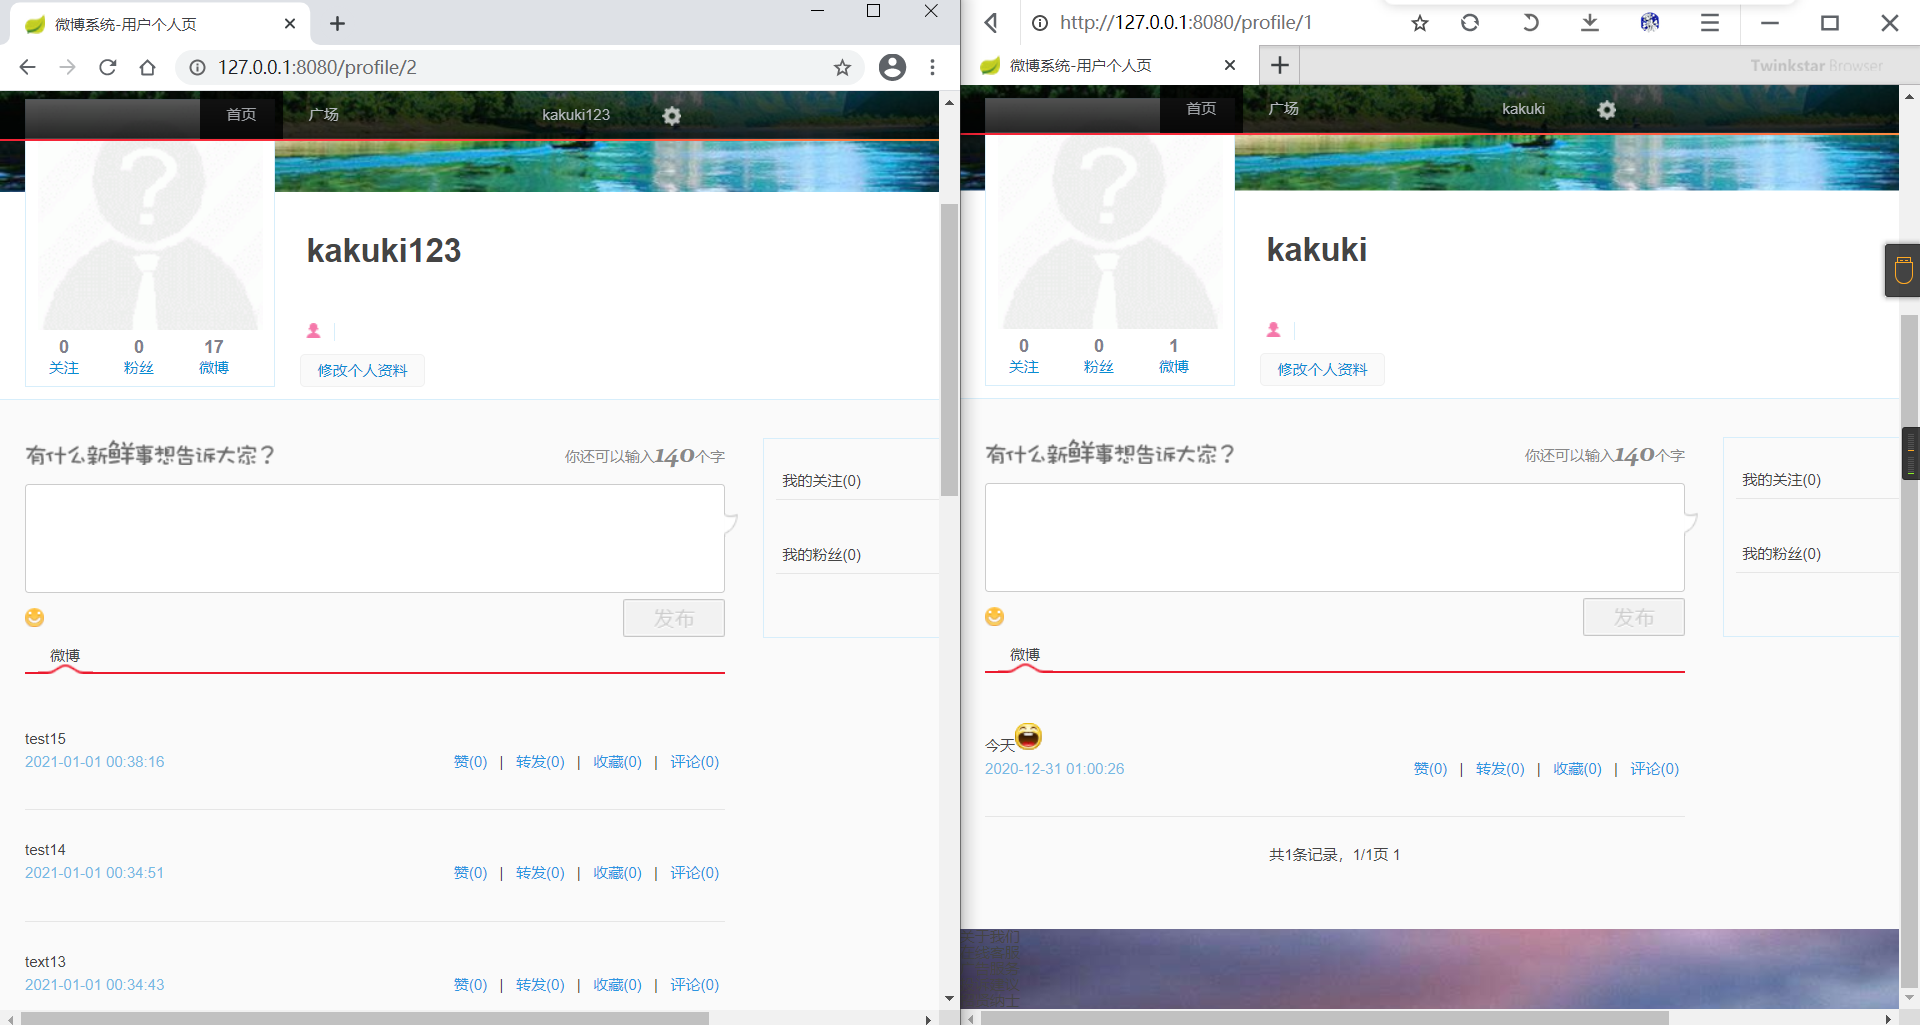 微博系统-用户个人页
127.0.0.1:8080/profile/2
首页
广场
kakuki123
kakuki123
0
0
17
关注
粉丝
微博
修改个人资料
有什么新鲜事想告诉大家？
你还可以输入140个字
发布
我的关注(0)
我的粉丝(0)
微博
test15
2021-01-01 00:38:16
赞(0) | 转发(0) | 收藏(0) | 评论(0)
test14
2021-01-01 00:34:51
赞(0) | 转发(0) | 收藏(0) | 评论(0)
text13
2021-01-01 00:34:43
赞(0) | 转发(0) | 收藏(0) | 评论(0)
http://127.0.0.1:8080/profile/1
微博系统-用户个人页
Twinkstar Browser
首页
广场
kakuki
kakuki
0
0
1
关注
粉丝
微博
修改个人资料
有什么新鲜事想告诉大家？
你还可以输入140个字
发布
我的关注(0)
我的粉丝(0)
微博
今天
2020-12-31 01:00:26
赞(0) | 转发(0) | 收藏(0) | 评论(0)
共1条记录，1/1页 1
关于我们